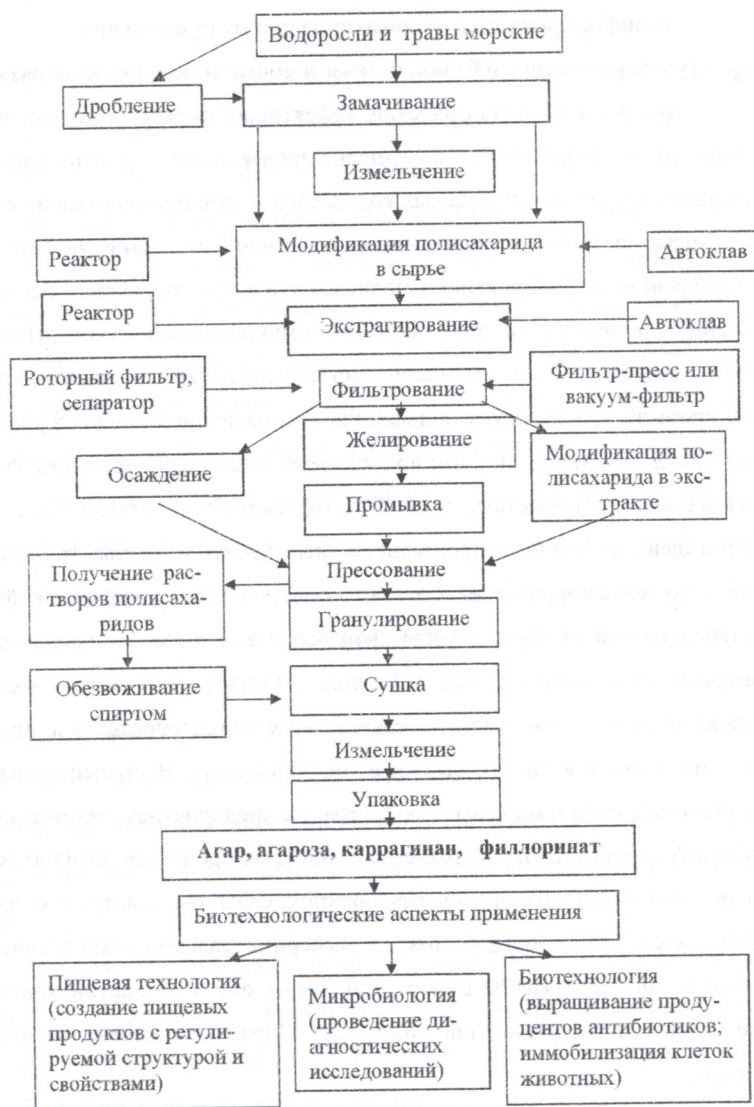 Водоросли и травы морские
Дробление
Замачивание
Измельчение
Модификация полисахарида
в сырье
Реактор
Автоклав
Реактор
Экстрагирование
Автоклав
Роторный фильтр,
сепаратор
Фильтрование
Фильтр-пресс или
вакуум-фильтр
Желирование
Осаждение
Модификация по-
лисахарида в экс-
тракте
Промывка
Прессование
Получение рас-
творов полисаха-
ридов
Гранулирование
Обезвоживание
спиртом
Сушка
Измельчение
Упаковка
Агар, агароза, каррагинан, филлоринат
Биотехнологические аспекты применения
Пищевая технология
(создание пищевых
продуктов с регули-
руемой структурой и
свойствами)
Микробиология
(проведение ди-
агностических
исследований)
Биотехнология
(выращивание проду-
центов антибиотиков;
иммобилизация клеток
животных)